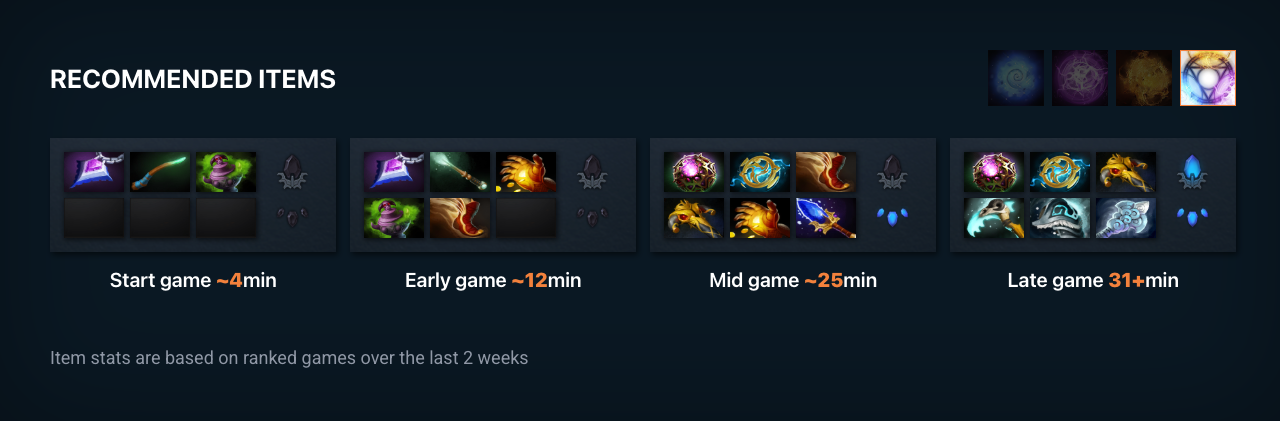 RECOMMENDED ITEMS
Start game ~4min
Early game ~12min
Mid game ~25min
Late game 31+min
Item stats are based on ranked games over the last 2 weeks